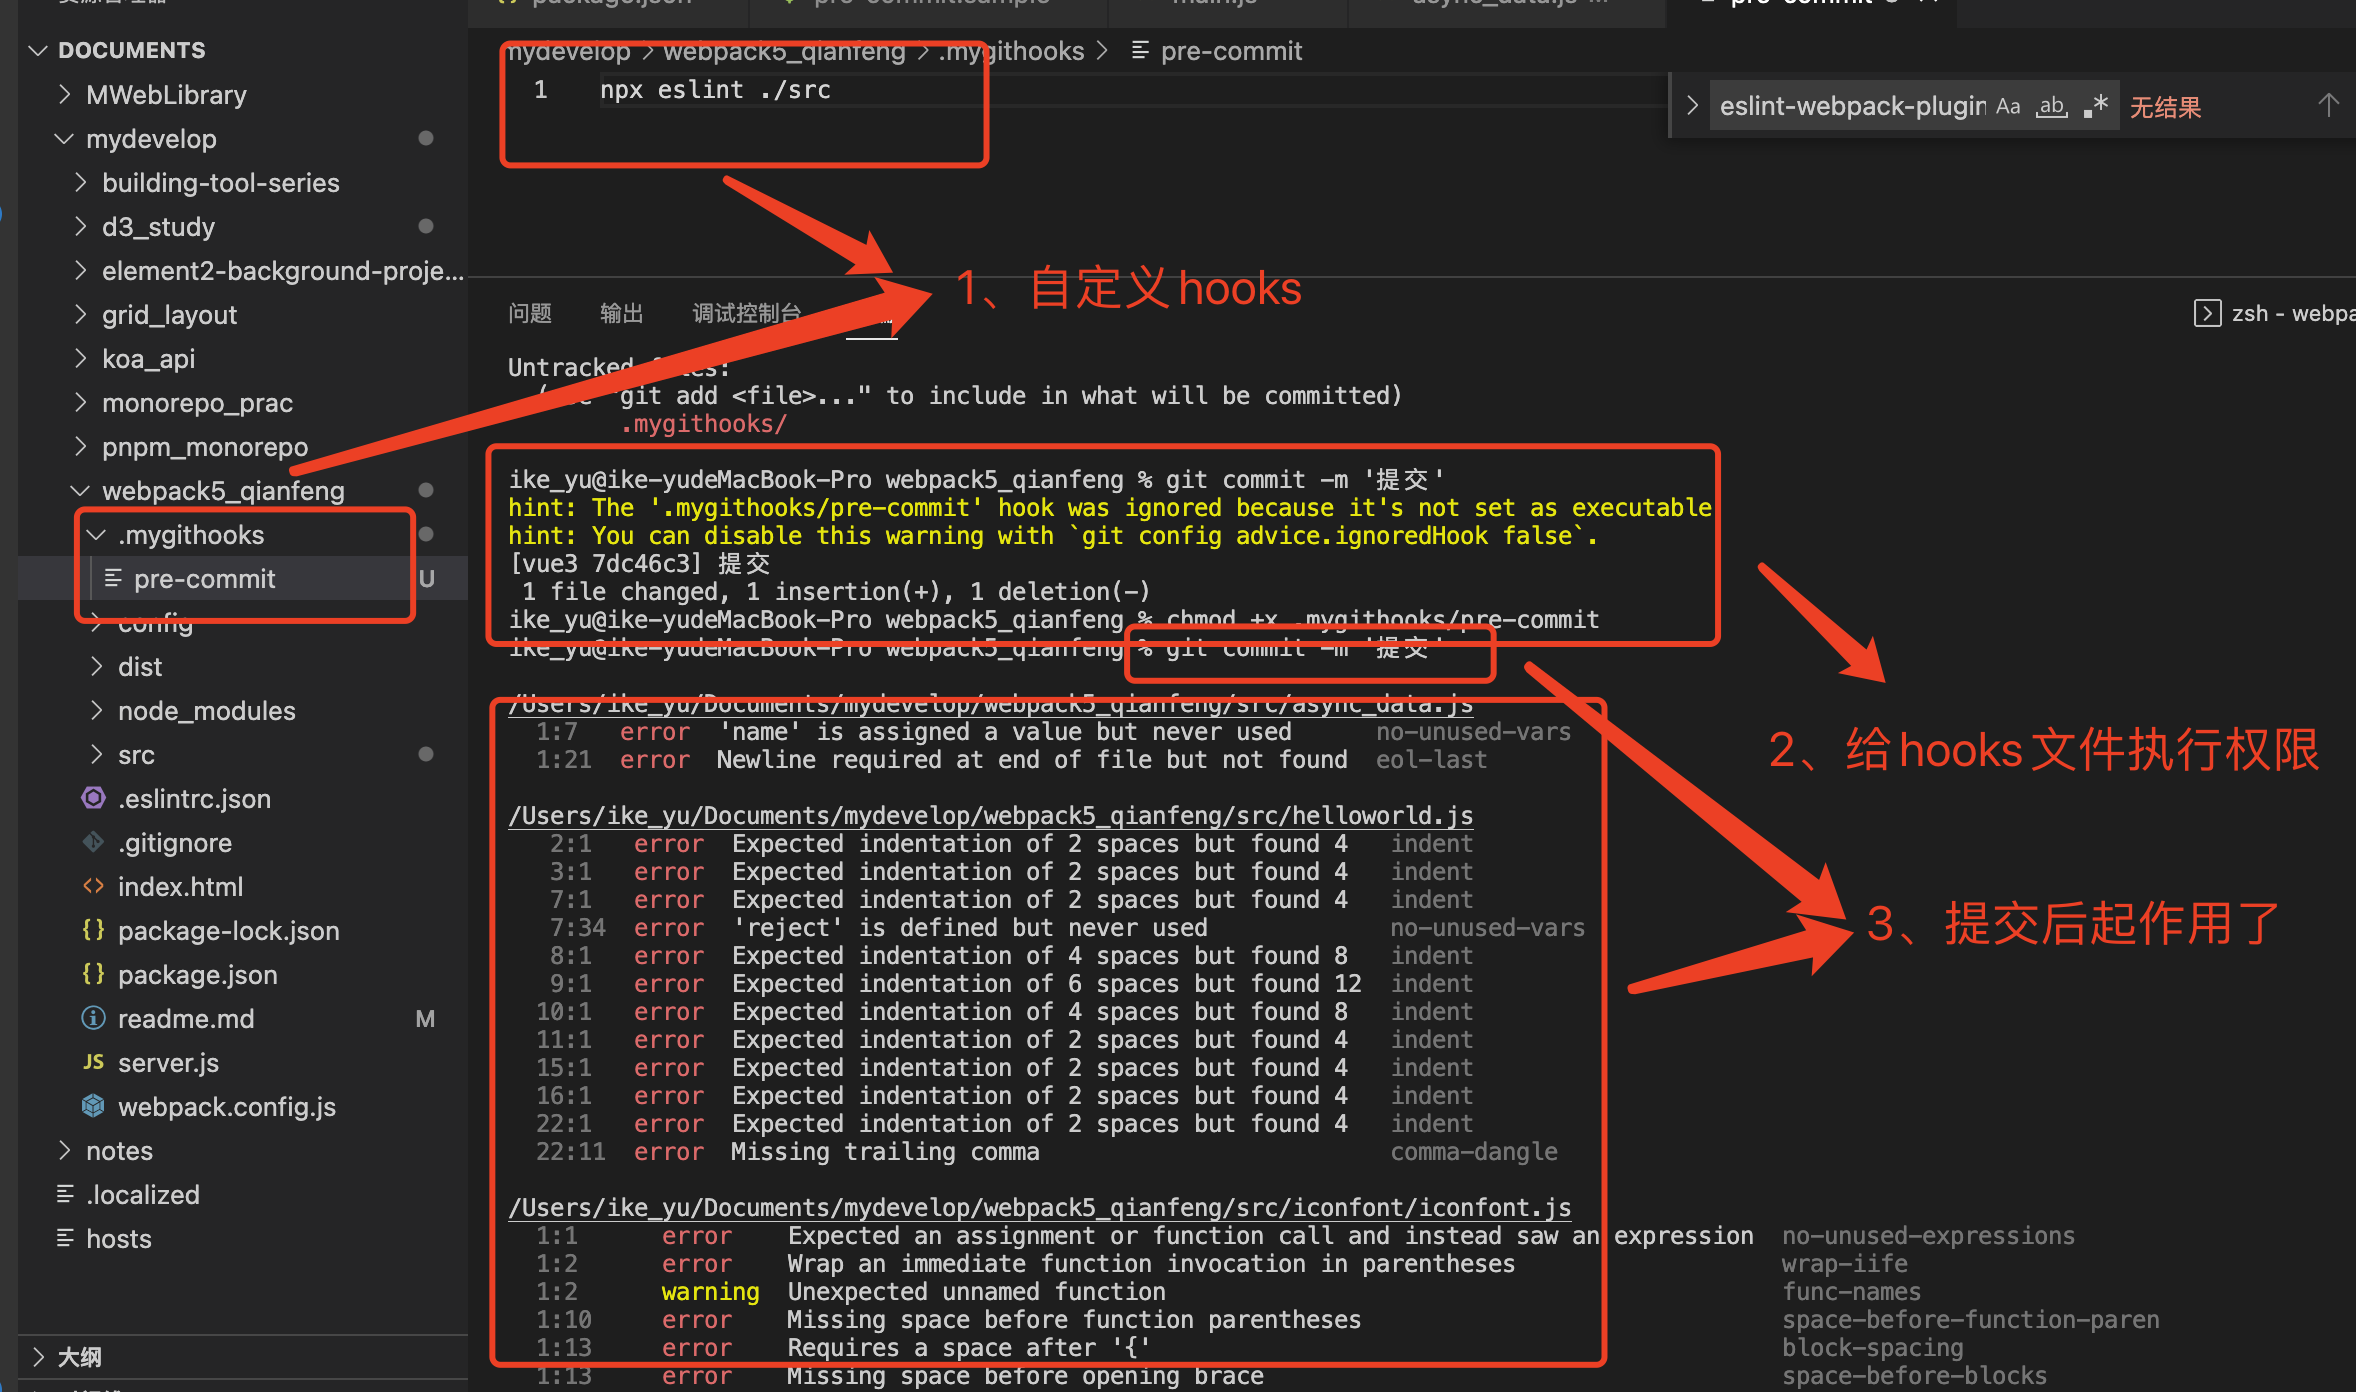 DOCUMENTS
MWebLibrary
mydevelop
building-tool-series
d3_study
element2-background-proje...
grid_layout
koa_api
monorepo_prac
pnpm_monorepo
webpack5_qianfeng
.mygithooks
pre-commit U
config
dist
node_modules
src
.eslintrc.json
.gitignore
index.html
package-lock.json
package.json
readme.md M
server.js
webpack.config.js
notes
.localized
hosts
大纲
mydevelop > webpack5_qianfeng > .mygithooks > pre-commit
1 npx eslint ./src
eslint-webpack-plugin Aa ab .* 无结果
1、自定义hooks
问题 输出 调试控制台
zsh - webpa
Untracked files:
"git add <file>..." to include in what will be committed)
.mygithooks/
ike_yu@ike-yudeMacBook-Pro webpack5_qianfeng % git commit -m '提交'
hint: The '.mygithooks/pre-commit' hook was ignored because it's not set as executable
hint: You can disable this warning with `git config advice.ignoredHook false`.
[vue3 7dc46c3] 提交
1 file changed, 1 insertion(+), 1 deletion(-)
ike_yu@ike-yudeMacBook-Pro webpack5_qianfeng % chmod +x .mygithooks/pre-commit
ike_yu@ike-yudeMacBook-Pro webpack5_qianfeng % git commit -m '提交'
2、给hooks文件执行权限
3、提交后起作用了
/Users/ike_yu/Documents/mydevelop/webpack5_qianfeng/src/async_data.js
1:7 error 'name' is assigned a value but never used no-unused-vars
1:21 error Newline required at end of file but not found eol-last
/Users/ike_yu/Documents/mydevelop/webpack5_qianfeng/src/helloworld.js
2:1 error Expected indentation of 2 spaces but found 4 indent
3:1 error Expected indentation of 2 spaces but found 4 indent
7:1 error Expected indentation of 2 spaces but found 4 indent
7:34 error 'reject' is defined but never used no-unused-vars
8:1 error Expected indentation of 4 spaces but found 8 indent
9:1 error Expected indentation of 6 spaces but found 12 indent
10:1 error Expected indentation of 4 spaces but found 8 indent
11:1 error Expected indentation of 2 spaces but found 4 indent
15:1 error Expected indentation of 2 spaces but found 4 indent
16:1 error Expected indentation of 2 spaces but found 4 indent
22:1 error Expected indentation of 2 spaces but found 4 indent
22:11 error Missing trailing comma comma-dangle
/Users/ike_yu/Documents/mydevelop/webpack5_qianfeng/src/iconfont/iconfont.js
1:1 error Expected an assignment or function call and instead saw an expression no-unused-expressions
1:2 error Wrap an immediate function invocation in parentheses wrap-iife
1:2 warning Unexpected unnamed function func-names
1:10 error Missing space before function parentheses space-before-function-paren
1:13 error Requires a space after '{' block-spacing
1:13 error Missing space before opening brace space-before-blocks